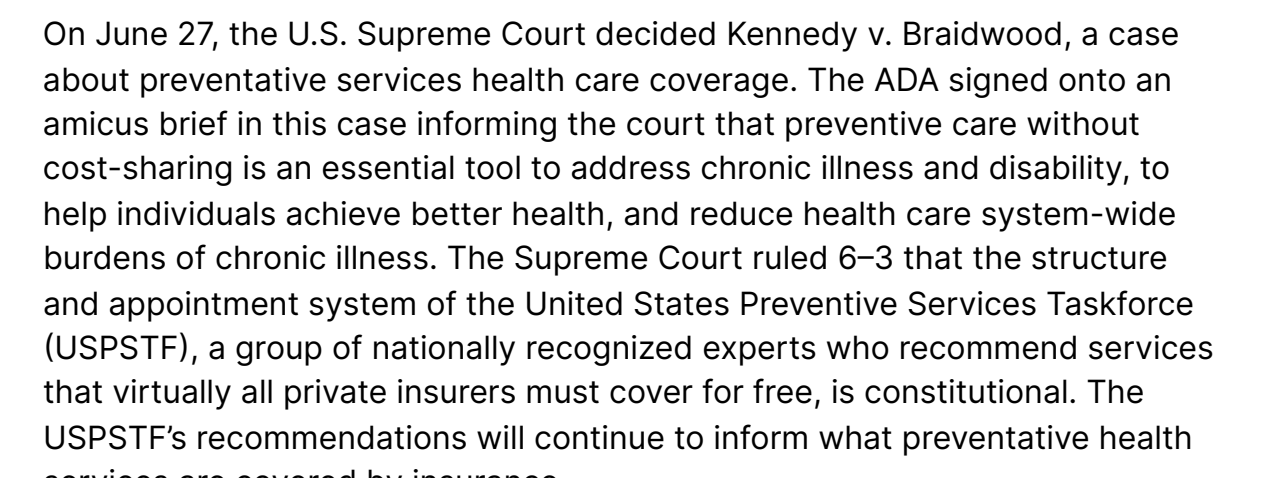 On June 27, the U.S. Supreme Court decided Kennedy v. Braidwood, a case
about preventative services health care coverage. The ADA signed onto an
amicus brief in this case informing the court that preventive care without
cost-sharing is an essential tool to address chronic illness and disability, to
help individuals achieve better health, and reduce health care system-wide
burdens of chronic illness. The Supreme Court ruled 6–3 that the structure
and appointment system of the United States Preventive Services Taskforce
(USPSTF), a group of nationally recognized experts who recommend services
that virtually all private insurers must cover for free, is constitutional. The
USPSTF’s recommendations will continue to inform what preventative health
services are covered by insurance.